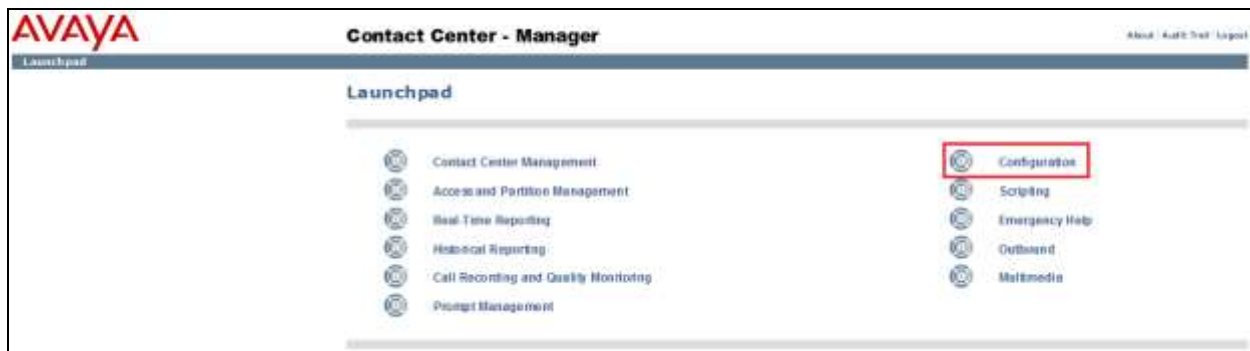 AVAYA
Contact Center - Manager
About | Audit Trail | Logout
Launchpad
Launchpad
Contact Center Management
Configuration
Access and Partition Management
Scripting
Real-Time Reporting
Emergency Help
Historical Reporting
Outbound
Call Recording and Quality Monitoring
Multimedia
Prompt Management